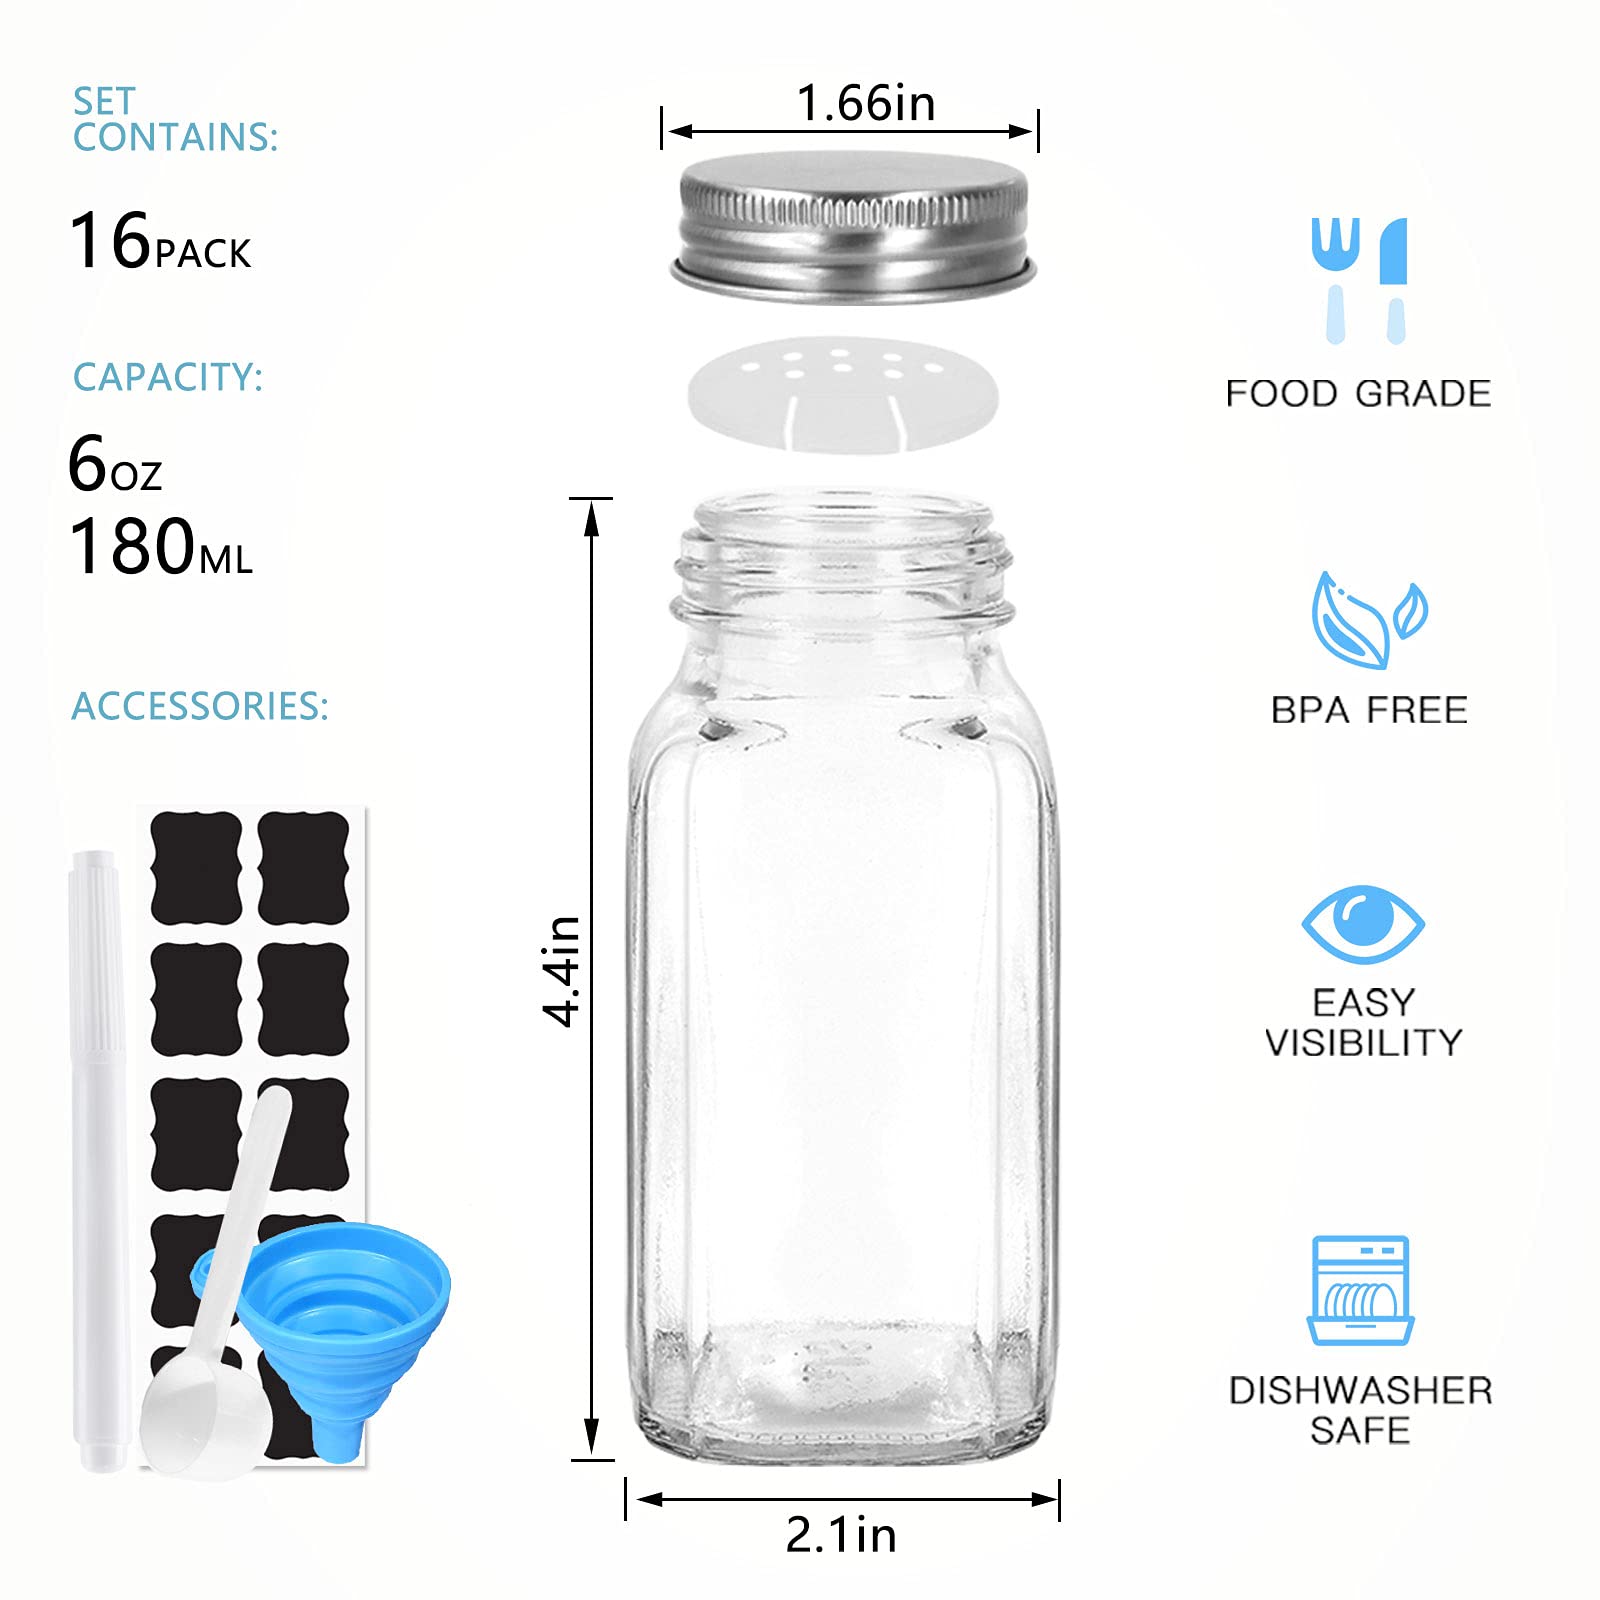 SET
CONTAINS:
16PACK
CAPACITY:
6OZ
180ML
ACCESSORIES:
1.66in
4.4in
2.1in
FOOD GRADE
BPA FREE
EASY
VISIBILITY
DISHWASHER
SAFE